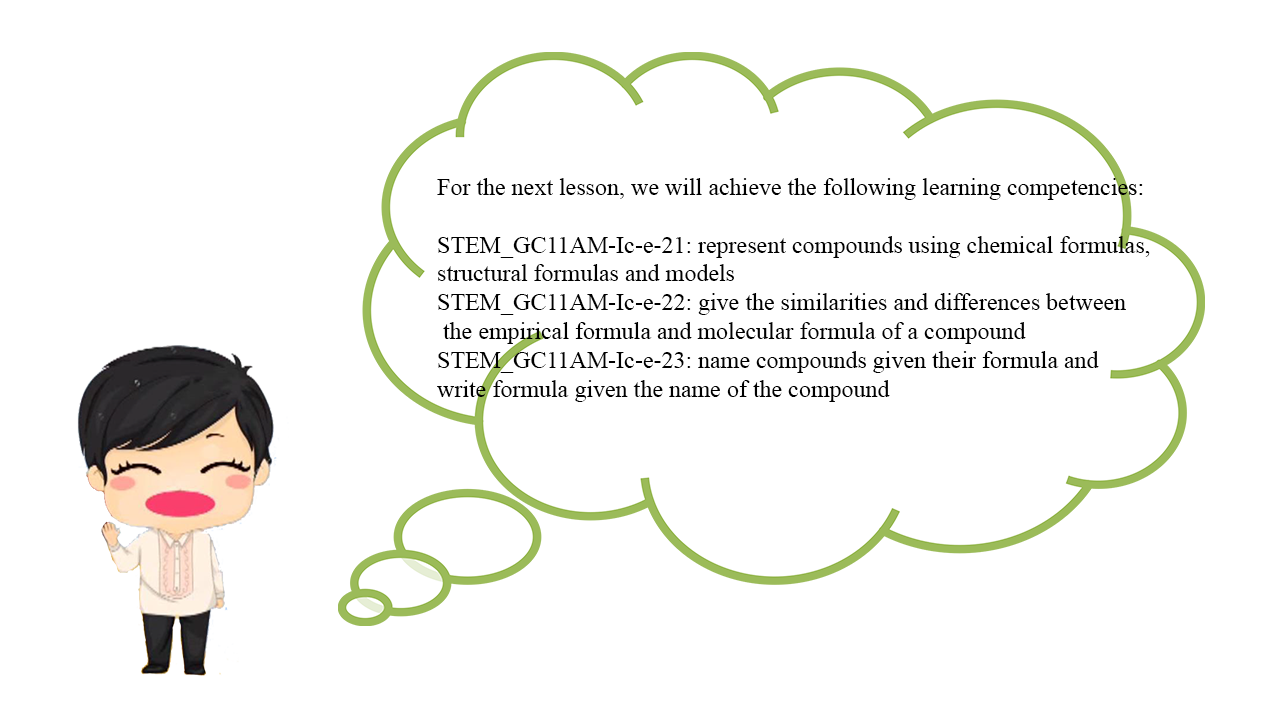 For the next lesson, we will achieve the following learning competencies:
STEM_GC11AM-Ic-e-21: represent compounds using chemical formulas,
structural formulas and models
STEM_GC11AM-Ic-e-22: give the similarities and differences between
the empirical formula and molecular formula of a compound
STEM_GC11AM-Ic-e-23: name compounds given their formula and
write formula given the name of the compound